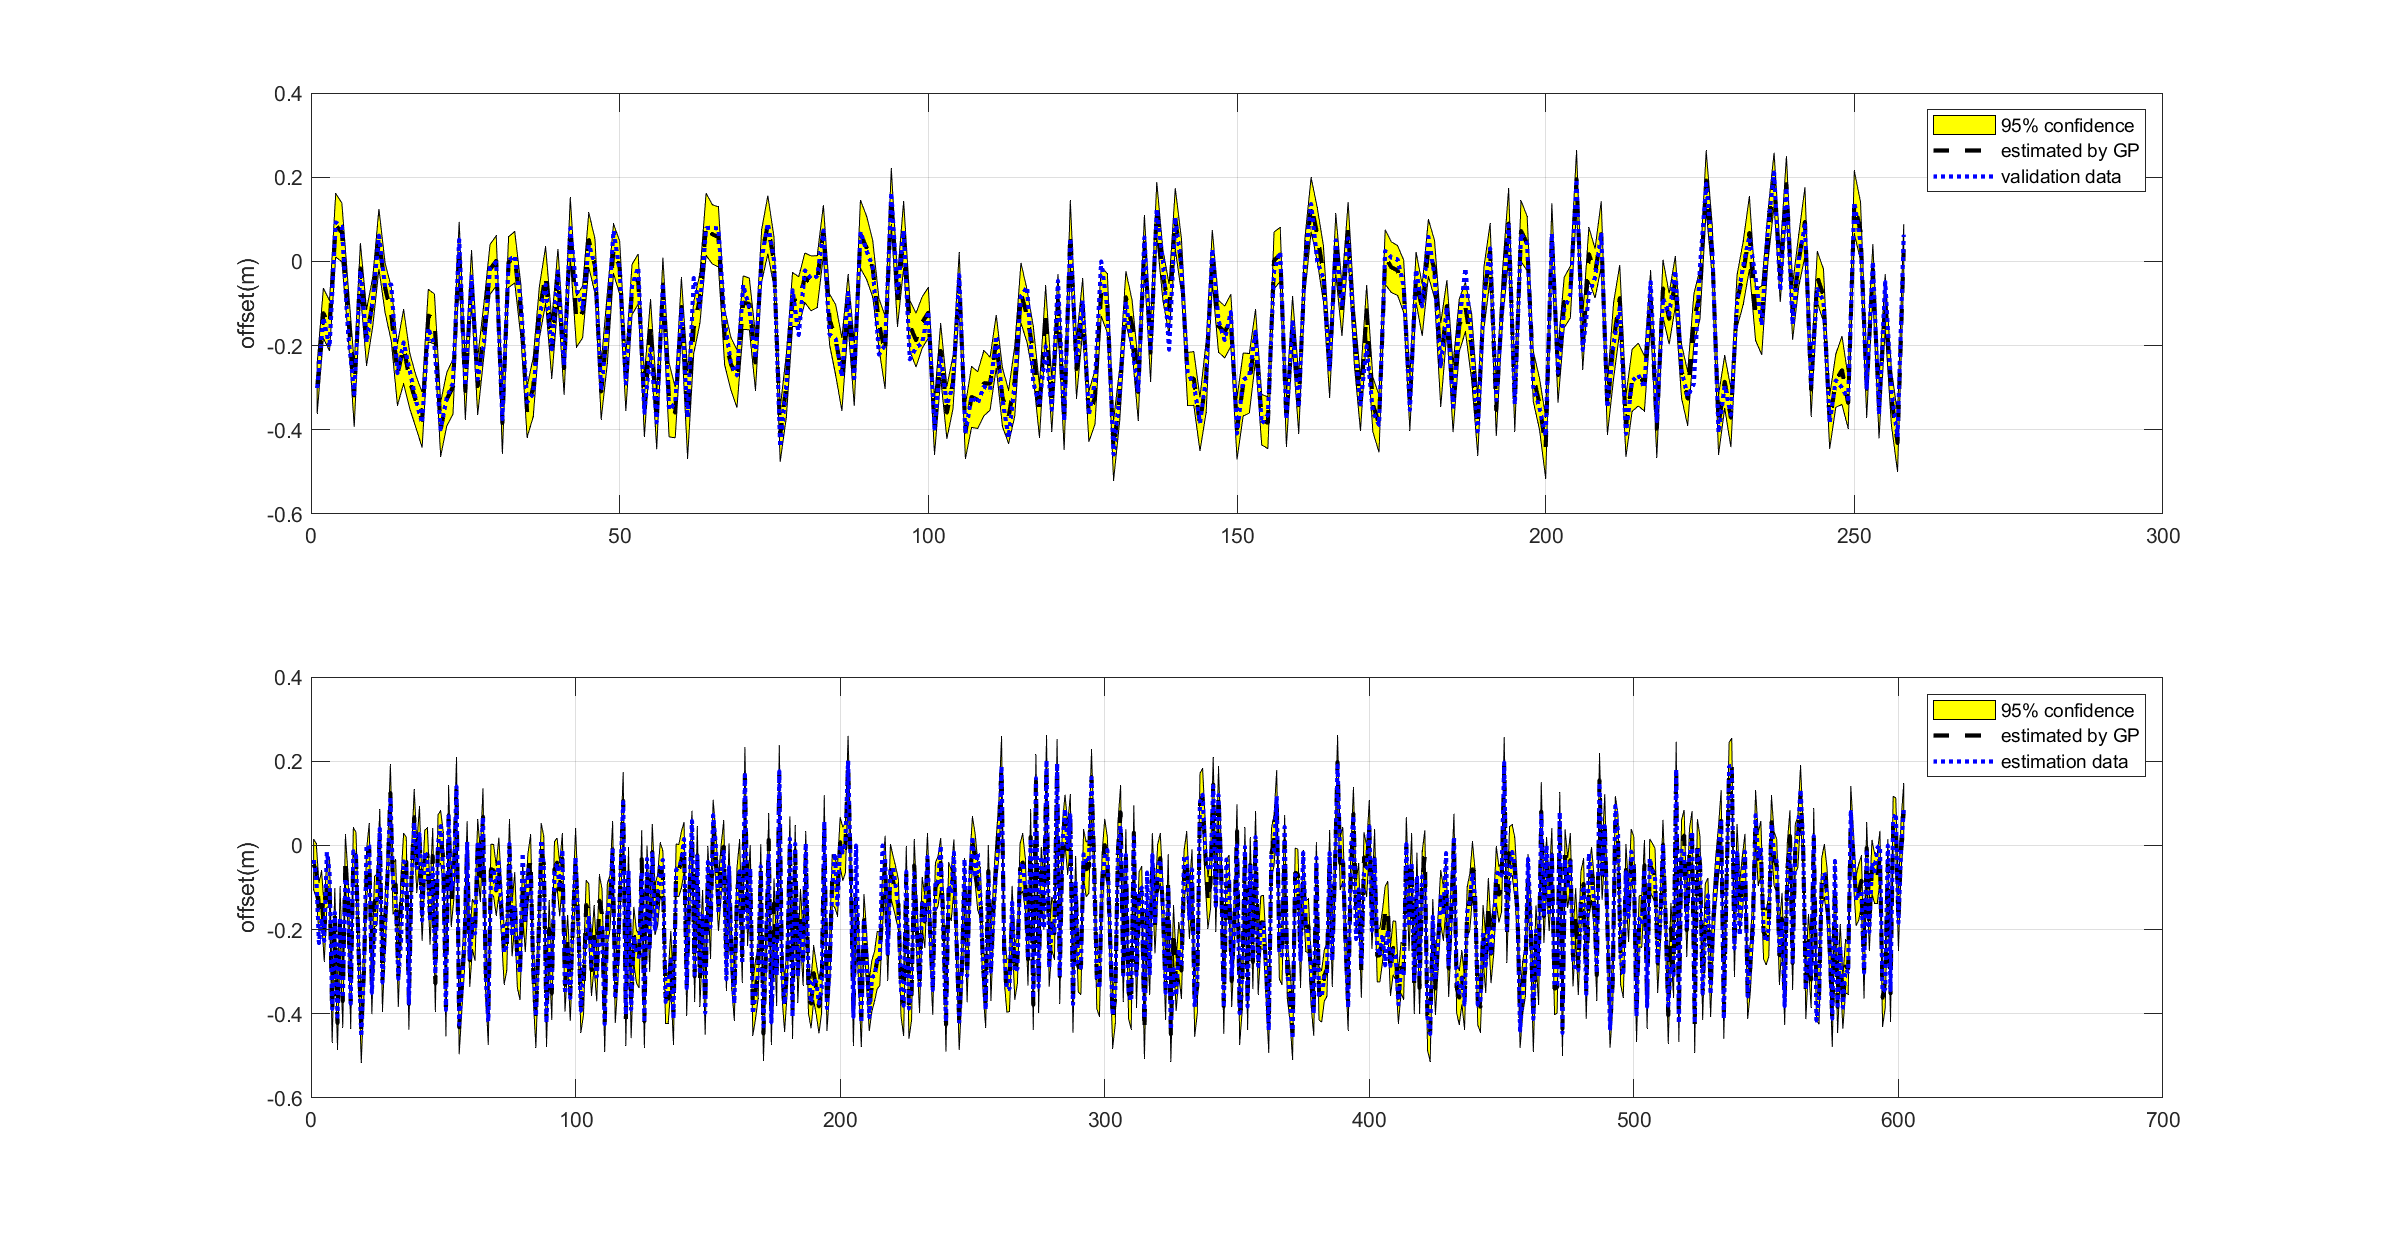 0.4
0.2
0
-0.2
-0.4
-0.6
offset(m)
0 50 100 150 200 250 300
95% confidence
estimated by GP
validation data
0.4
0.2
0
-0.2
-0.4
-0.6
offset(m)
0 100 200 300 400 500 600 700
95% confidence
estimated by GP
estimation data